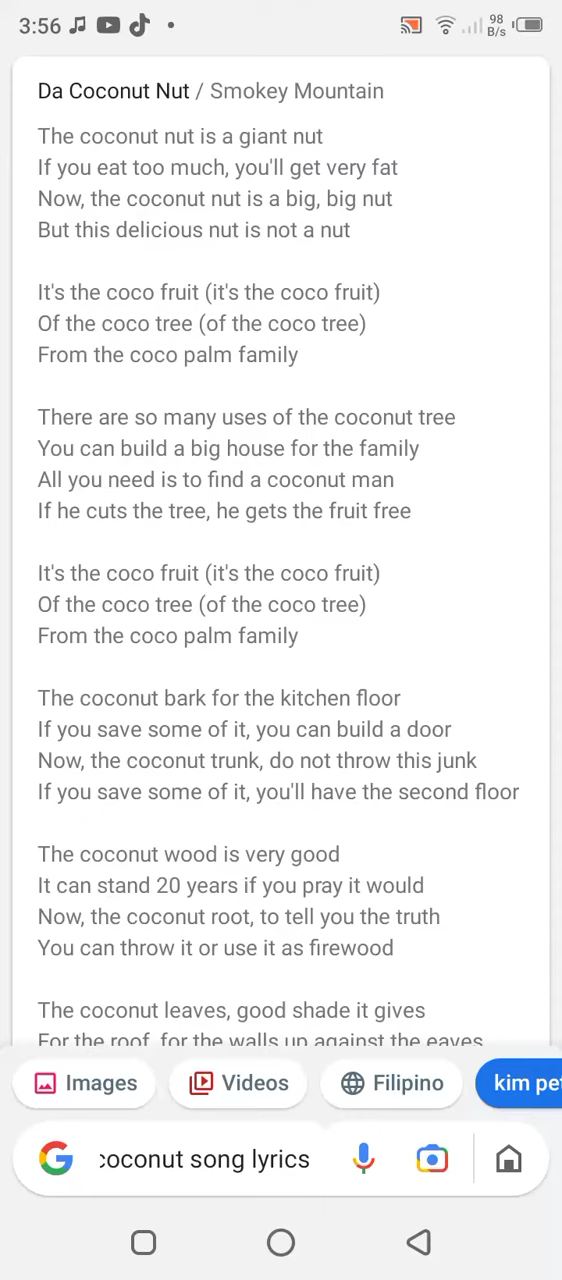 3:56
98
B/s
Da Coconut Nut / Smokey Mountain
The coconut nut is a giant nut
If you eat too much, you'll get very fat
Now, the coconut nut is a big, big nut
But this delicious nut is not a nut
It's the coco fruit (it's the coco fruit)
Of the coco tree (of the coco tree)
From the coco palm family
There are so many uses of the coconut tree
You can build a big house for the family
All you need is to find a coconut man
If he cuts the tree, he gets the fruit free
It's the coco fruit (it's the coco fruit)
Of the coco tree (of the coco tree)
From the coco palm family
The coconut bark for the kitchen floor
If you save some of it, you can build a door
Now, the coconut trunk, do not throw this junk
If you save some of it, you'll have the second floor
The coconut wood is very good
It can stand 20 years if you pray it would
Now, the coconut root, to tell you the truth
You can throw it or use it as firewood
The coconut leaves, good shade it gives
For the roof, for the walls up against the eaves
Images Videos Filipino kim pe
coconut song lyrics